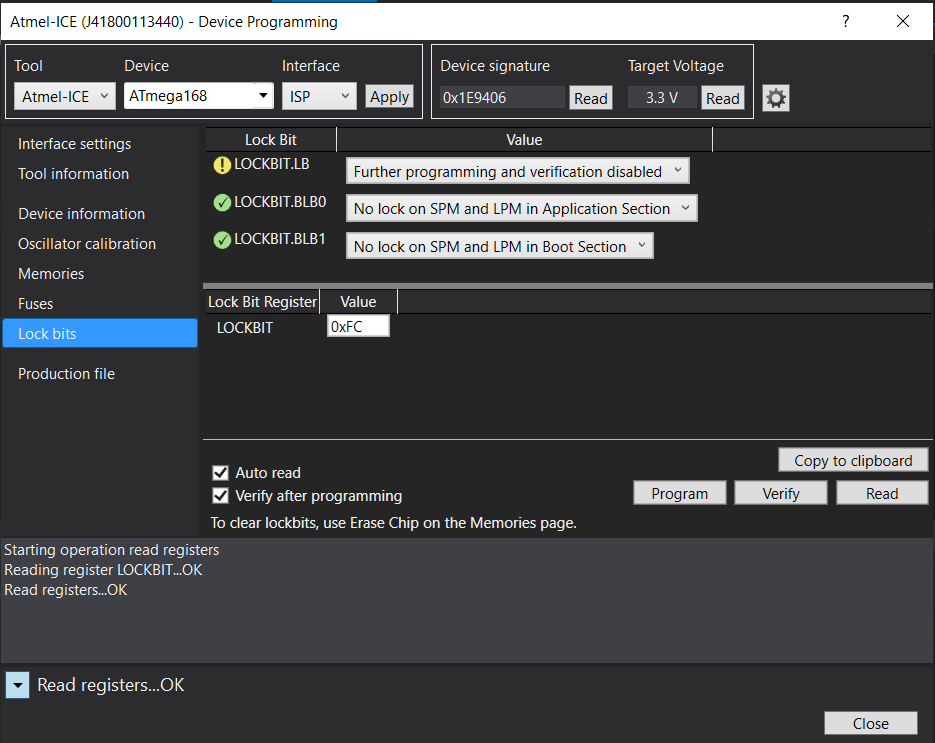 Atmel-ICE (J41800113440) - Device Programming
?
Tool
Device
Interface
Device signature
Target Voltage
Atmel-ICE
ATmega168
ISP
Apply
0x1E9406
Read
3.3 V
Read
Interface settings
Tool information
Device information
Oscillator calibration
Memories
Fuses
Lock bits
Production file
Lock Bit
Value
LOCKBIT.LB
Further programming and verification disabled
LOCKBIT.BLB0
No lock on SPM and LPM in Application Section
LOCKBIT.BLB1
No lock on SPM and LPM in Boot Section
Lock Bit Register
Value
LOCKBIT
0xFC
Copy to clipboard
Auto read
Verify after programming
Program
Verify
Read
To clear lockbits, use Erase Chip on the Memories page.
Starting operation read registers
Reading register LOCKBIT...OK
Read registers...OK
Read registers...OK
Close